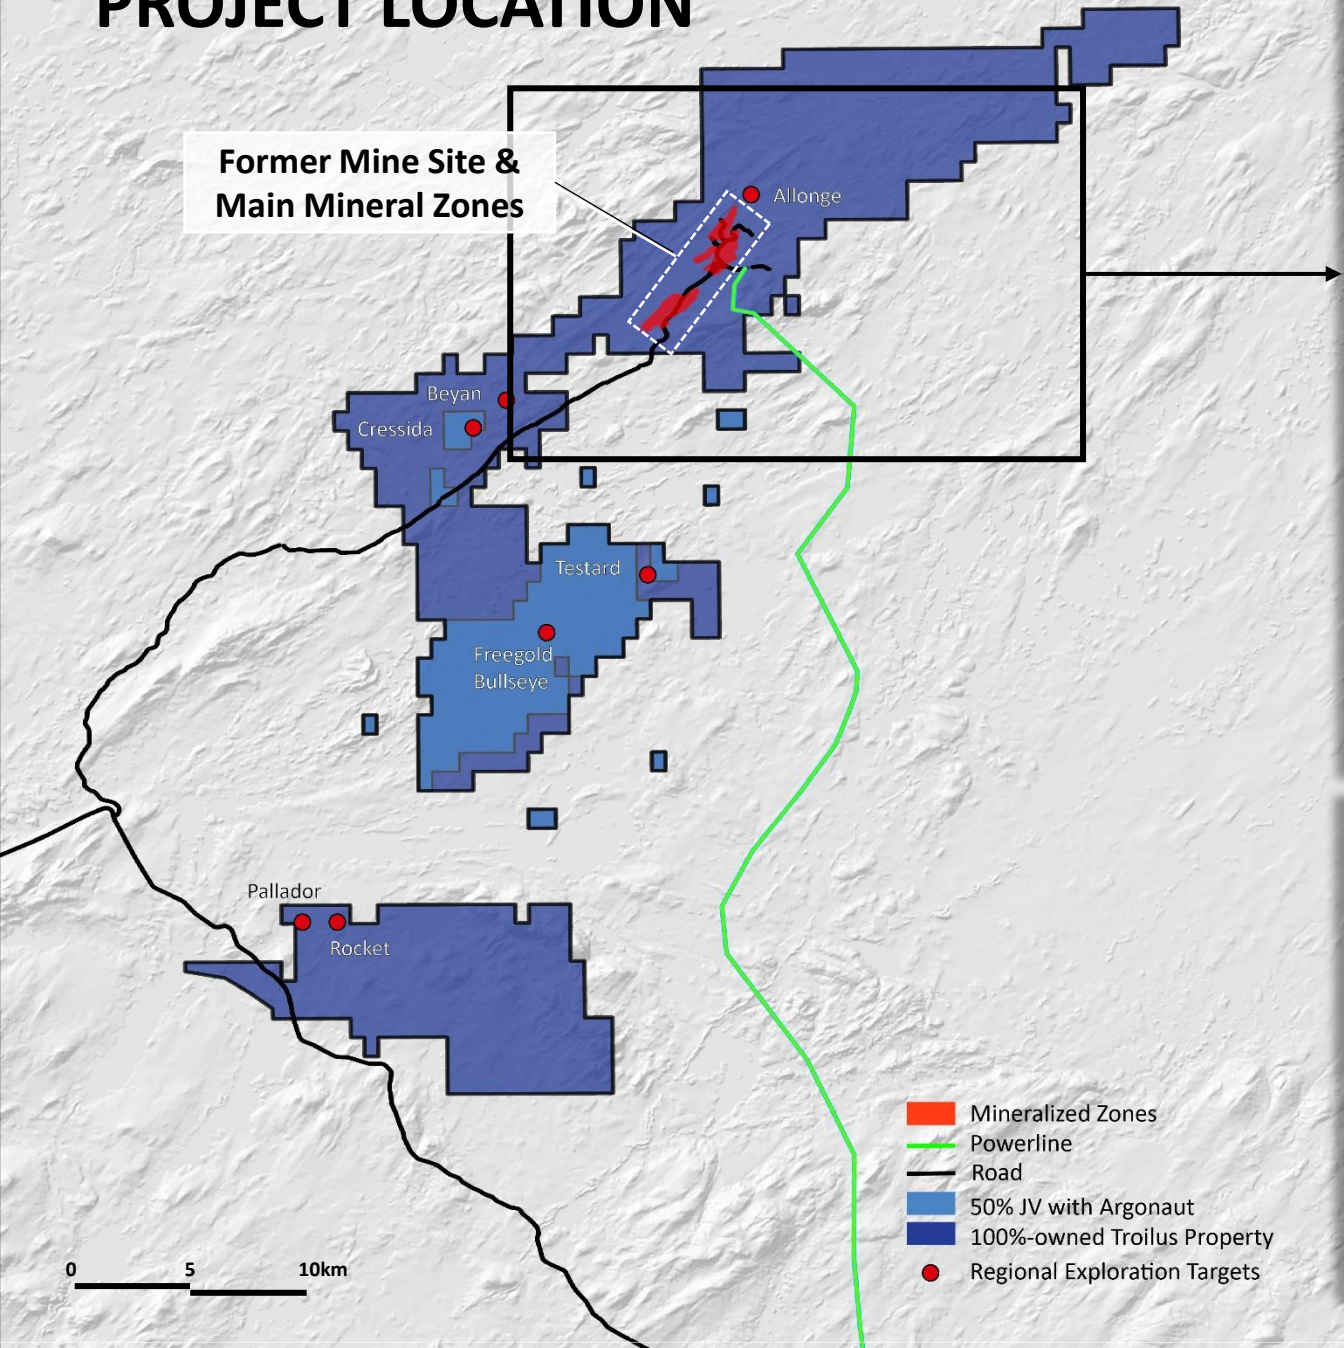 PROJECT LOCATION
Former Mine Site &
Main Mineral Zones
Allonge
Beyan
Cressida
Testard
Freegold
Bullseye
Pallador
Rocket
Mineralized Zones
Powerline
Road
50% JV with Argonaut
100%-owned Troilus Property
Regional Exploration Targets
0 5 10km